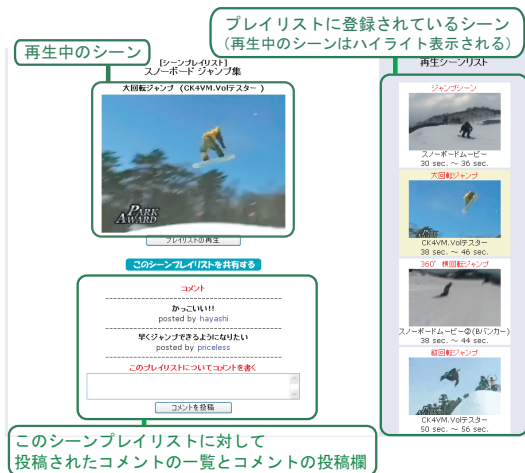 プレイリストに登録されているシーン
(再生中のシーンはハイライト表示される)
再生中のシーン
[シーンプレイリスト]
スノーボード ジャンプ集
大回転ジャンプ (CK4VM.Volテスター )
PARK
AWARD
プレイリストの再生
このシーンプレイリストを共有する
コメント
かっこいい!!
posted by hayashi
早くジャンプできるようになりたい
posted by priceless
このプレイリストについてコメントを書く
コメントを投稿
このシーンプレイリストに対して
投稿されたコメントの一覧とコメントの投稿欄
再生シーンリスト
ジャンプシーン
スノーボードムービー
30 sec. ~ 36 sec.
大回転ジャンプ
PARK
AWARD
CK4VM.Volテスター
38 sec. ~ 46 sec.
360°横回転ジャンプ
スノーボードムービー②(Bバンカー)
38 sec. ~ 44 sec.
縦回転ジャンプ
CK4VM.Volテスター
50 sec. ~ 56 sec.